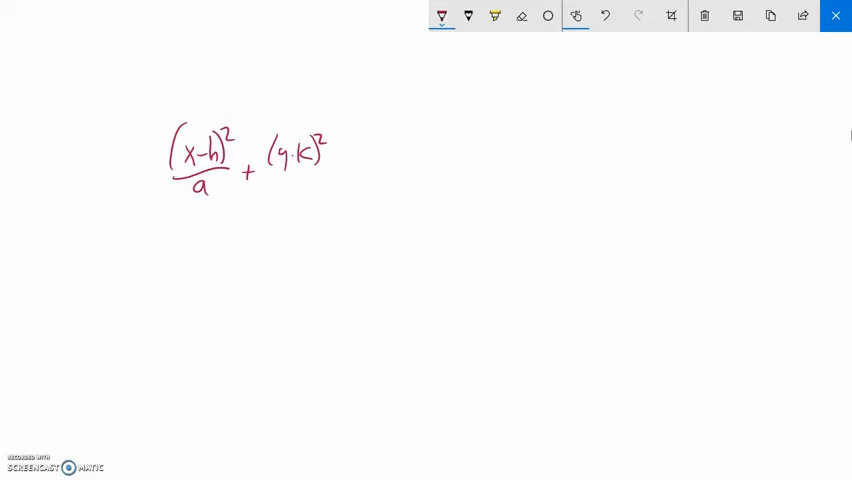 (x-h)²/a + (y-k)²
RECORDED WITH
SCREENCAST MATIC